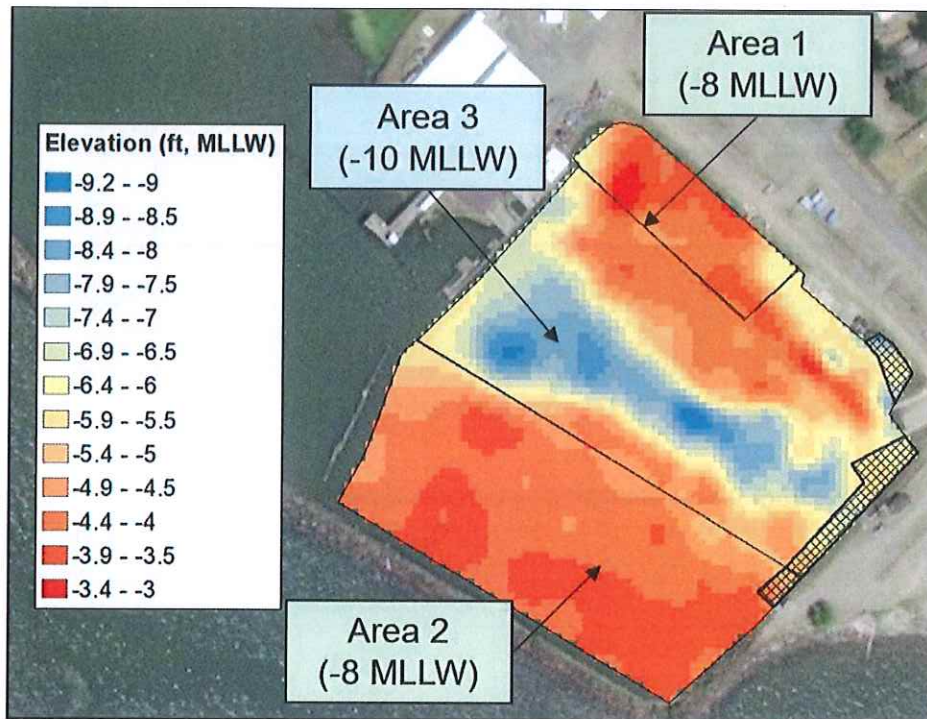 Area 1
(-8 MLLW)
Area 3
(-10 MLLW)
Elevation (ft, MLLW)
-9.2 - -9
-8.9 - -8.5
-8.4 - -8
-7.9 - -7.5
-7.4 - -7
-6.9 - -6.5
-6.4 - -6
-5.9 - -5.5
-5.4 - -5
-4.9 - -4.5
-4.4 - -4
-3.9 - -3.5
-3.4 - -3
Area 2
(-8 MLLW)